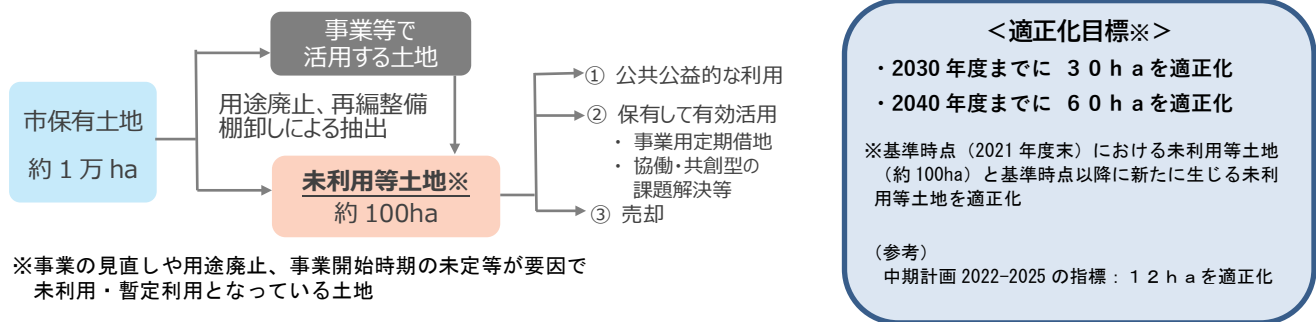 市保有土地
約1万 ha
事業等で
活用する土地
用途廃止、再編整備
棚卸しによる抽出
未利用等土地※
約 100ha
① 公共公益的な利用
② 保有して有効活用
・ 事業用定期借地
・ 協働・共創型の
課題解決等
③ 売却
※事業の見直しや用途廃止、事業開始時期の未定等が要因で
未利用・暫定利用となっている土地
＜適正化目標※＞
・2030 年度までに ３０ｈａを適正化
・2040 年度までに ６０ｈａを適正化
※基準時点（2021 年度末）における未利用等土地
（約 100ha）と基準時点以降に新たに生じる未利
用等土地を適正化
（参考）
中期計画 2022-2025 の指標：１２ｈａを適正化